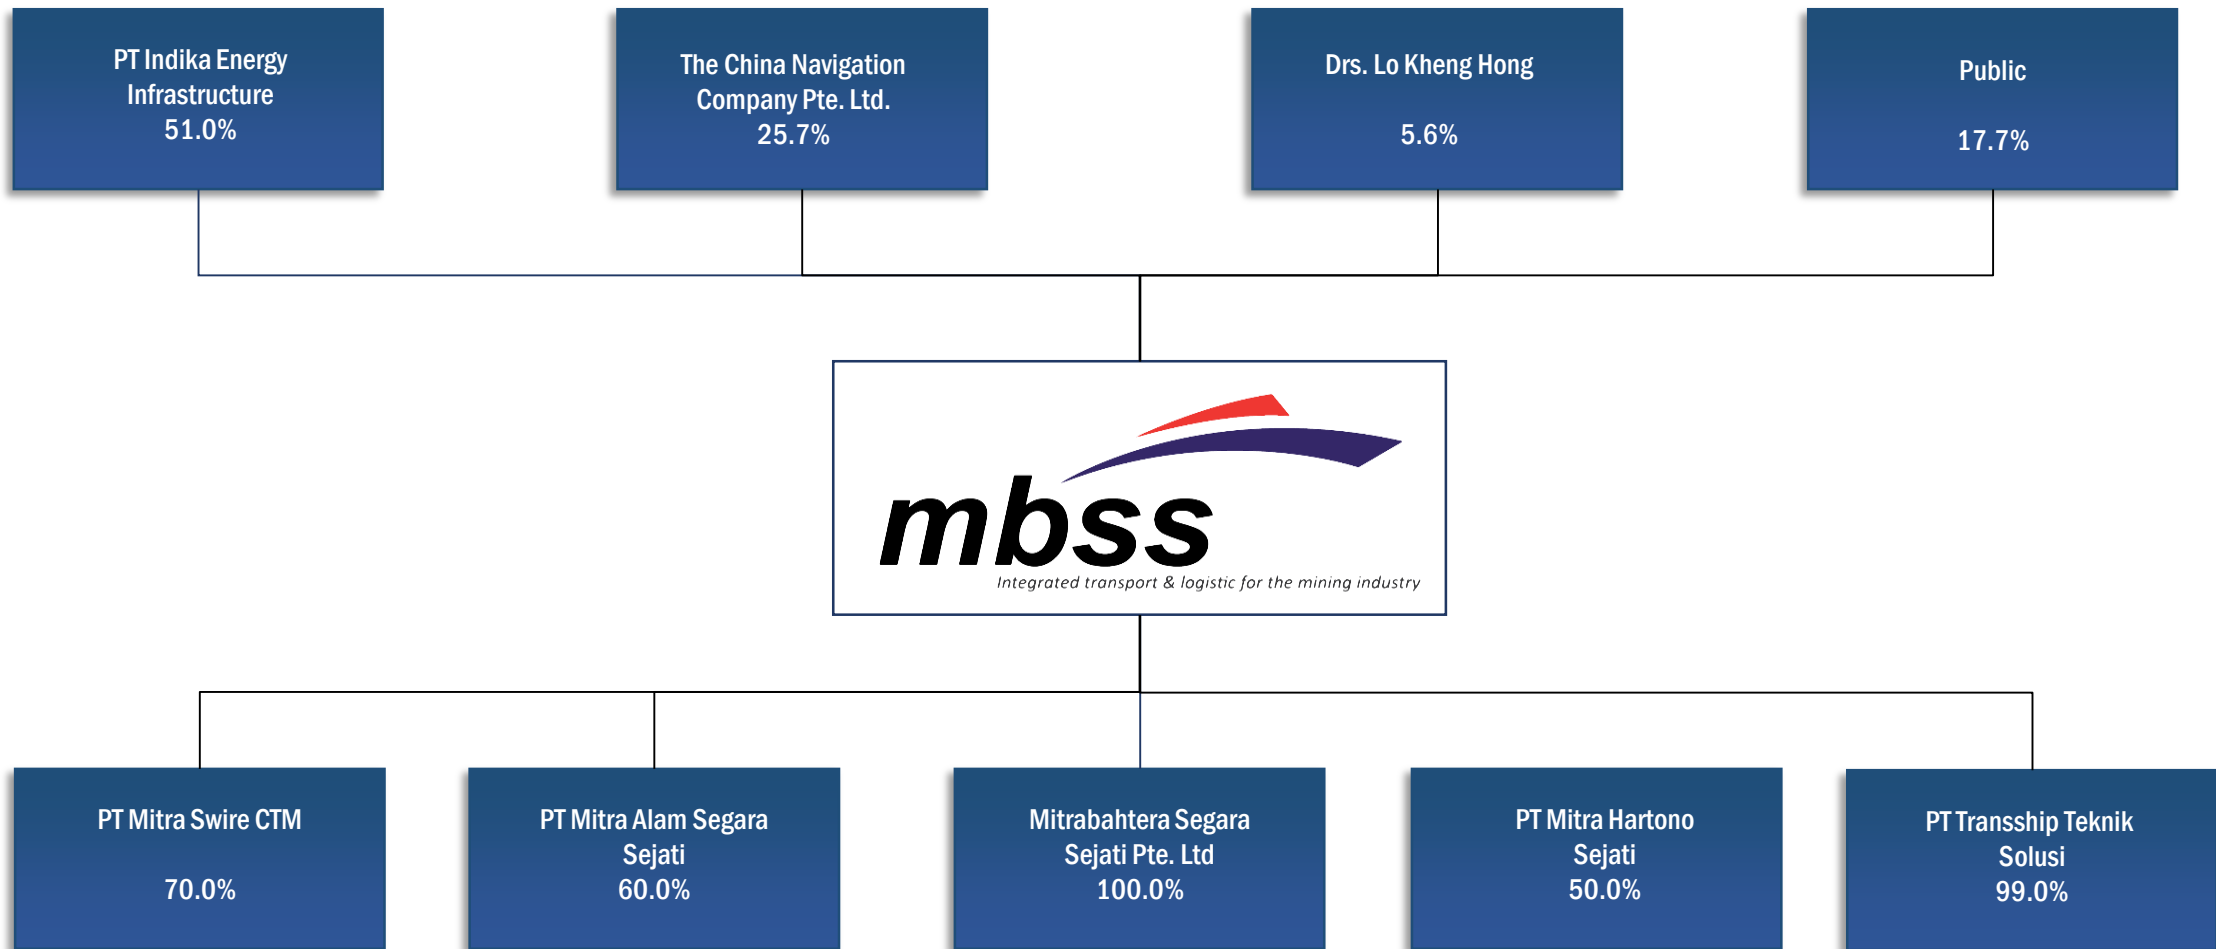 PT Indika Energy
Infrastructure
51.0%
The China Navigation
Company Pte. Ltd.
25.7%
Drs. Lo Kheng Hong
5.6%
Public
17.7%
mbss
Integrated transport & logistic for the mining industry
PT Mitra Swire CTM
70.0%
PT Mitra Alam Segara
Sejati
60.0%
Mitrabahtera Segara
Sejati Pte. Ltd
100.0%
PT Mitra Hartono
Sejati
50.0%
PT Transship Teknik
Solusi
99.0%